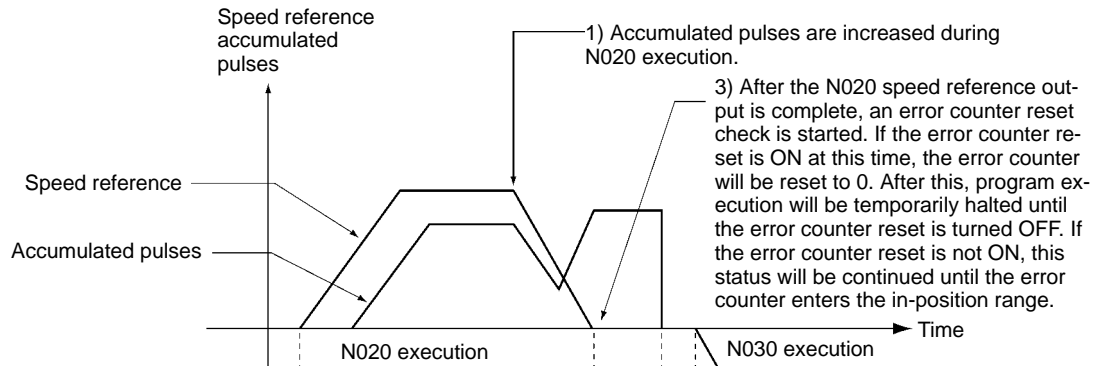 Speed reference
accumulated
pulses
1) Accumulated pulses are increased during
N020 execution.
3) After the N020 speed reference out-
put is complete, an error counter reset
check is started. If the error counter re-
set is ON at this time, the error counter
will be reset to 0. After this, program ex-
ecution will be temporarily halted until
the error counter reset is turned OFF. If
the error counter reset is not ON, this
status will be continued until the error
counter enters the in-position range.
Speed reference
Accumulated pulses
Time
N020 execution
N030 execution